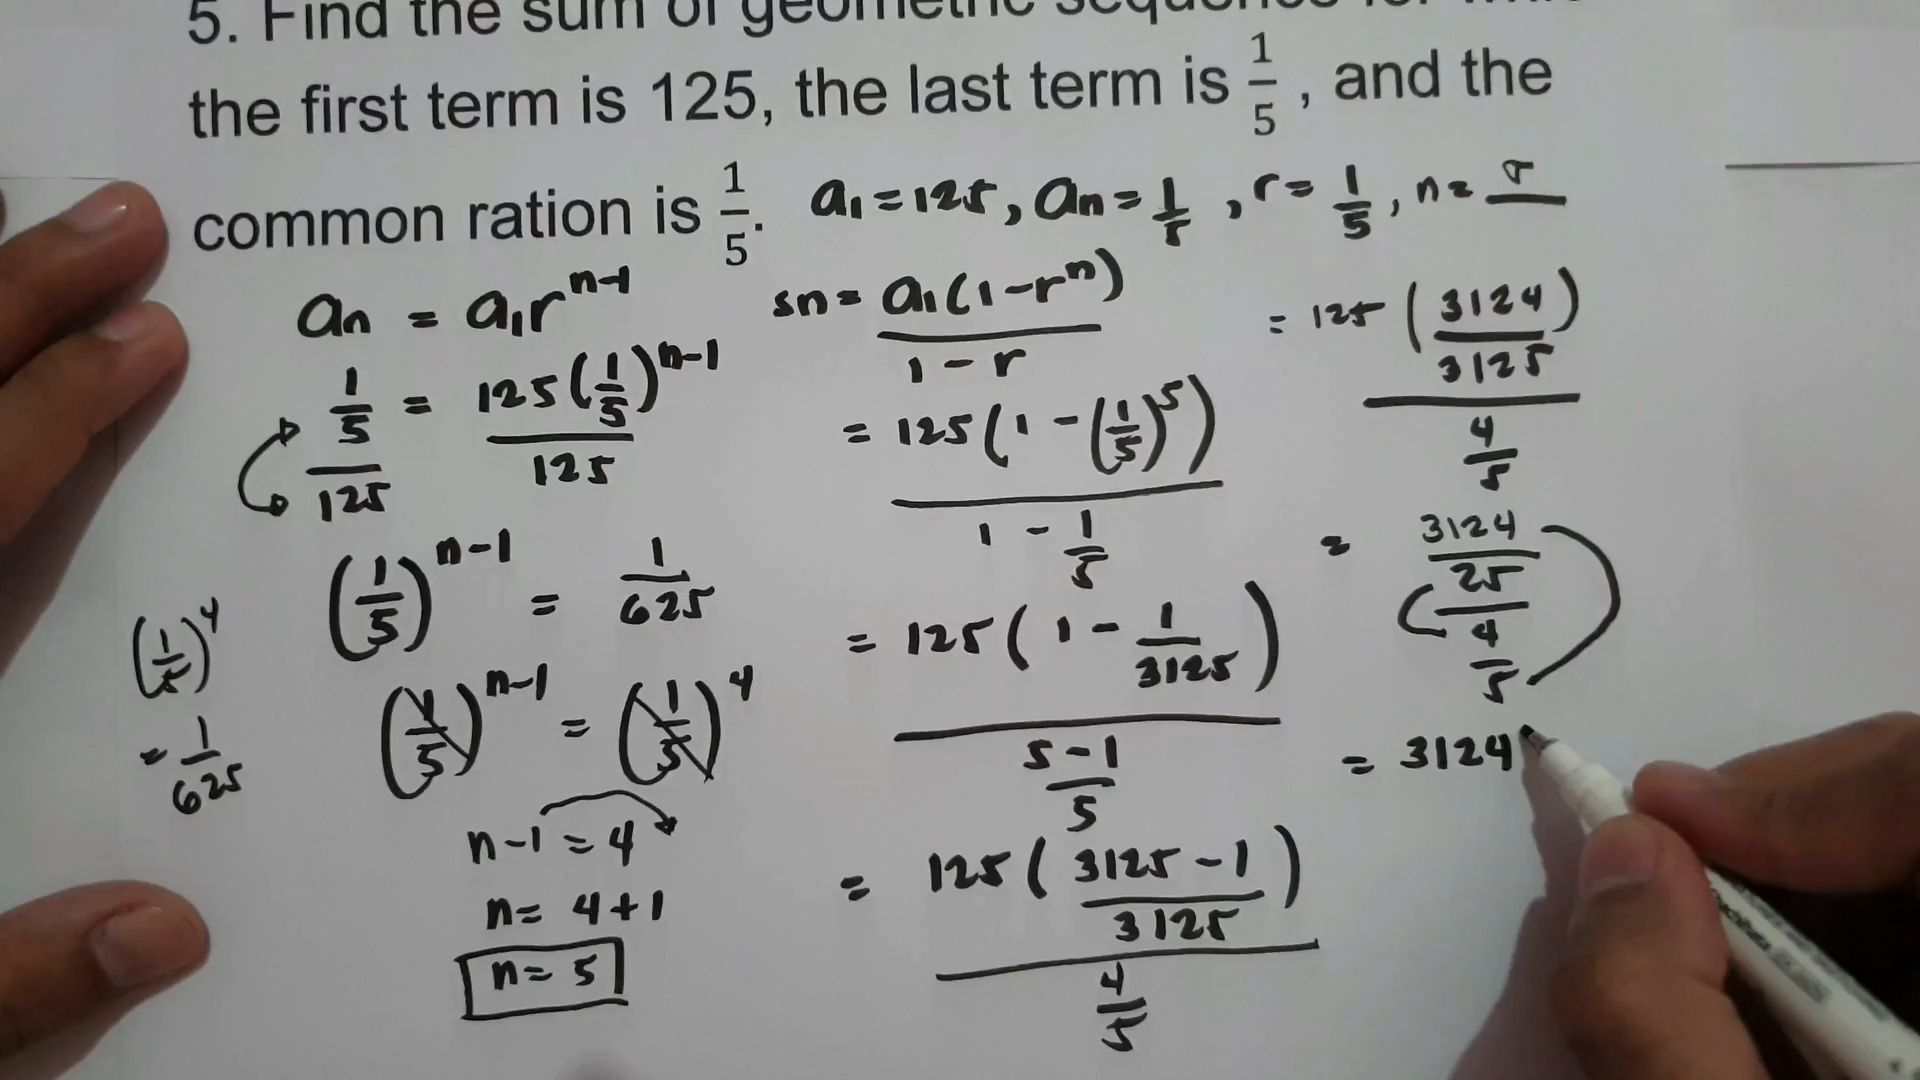 5. Find the sum of geometric sequence for
the first term is 125, the last term is 1/5, and the
common ration is 1/5. a₁=125, aₙ=1/5, r=1/5, n=5
aₙ = a₁rⁿ⁻¹
1/5 / 125 = 125(1/5)ⁿ⁻¹ / 125
(1/5)ⁿ⁻¹ = 1/625
(1/5)⁴
= 1/625
(1/5)ⁿ⁻¹ = (1/5)⁴
n-1=4
n= 4+1
n= 5
sn= a₁(1-rⁿ) / 1-r
= 125(1-(1/5)⁵) / 1-1/5
= 125(1-1/3125) / 5-1/5
= 125(3125-1/3125) / 4/5
= 125(3124/3125) / 4/5
= 3124/25 / 4/5
= 3124